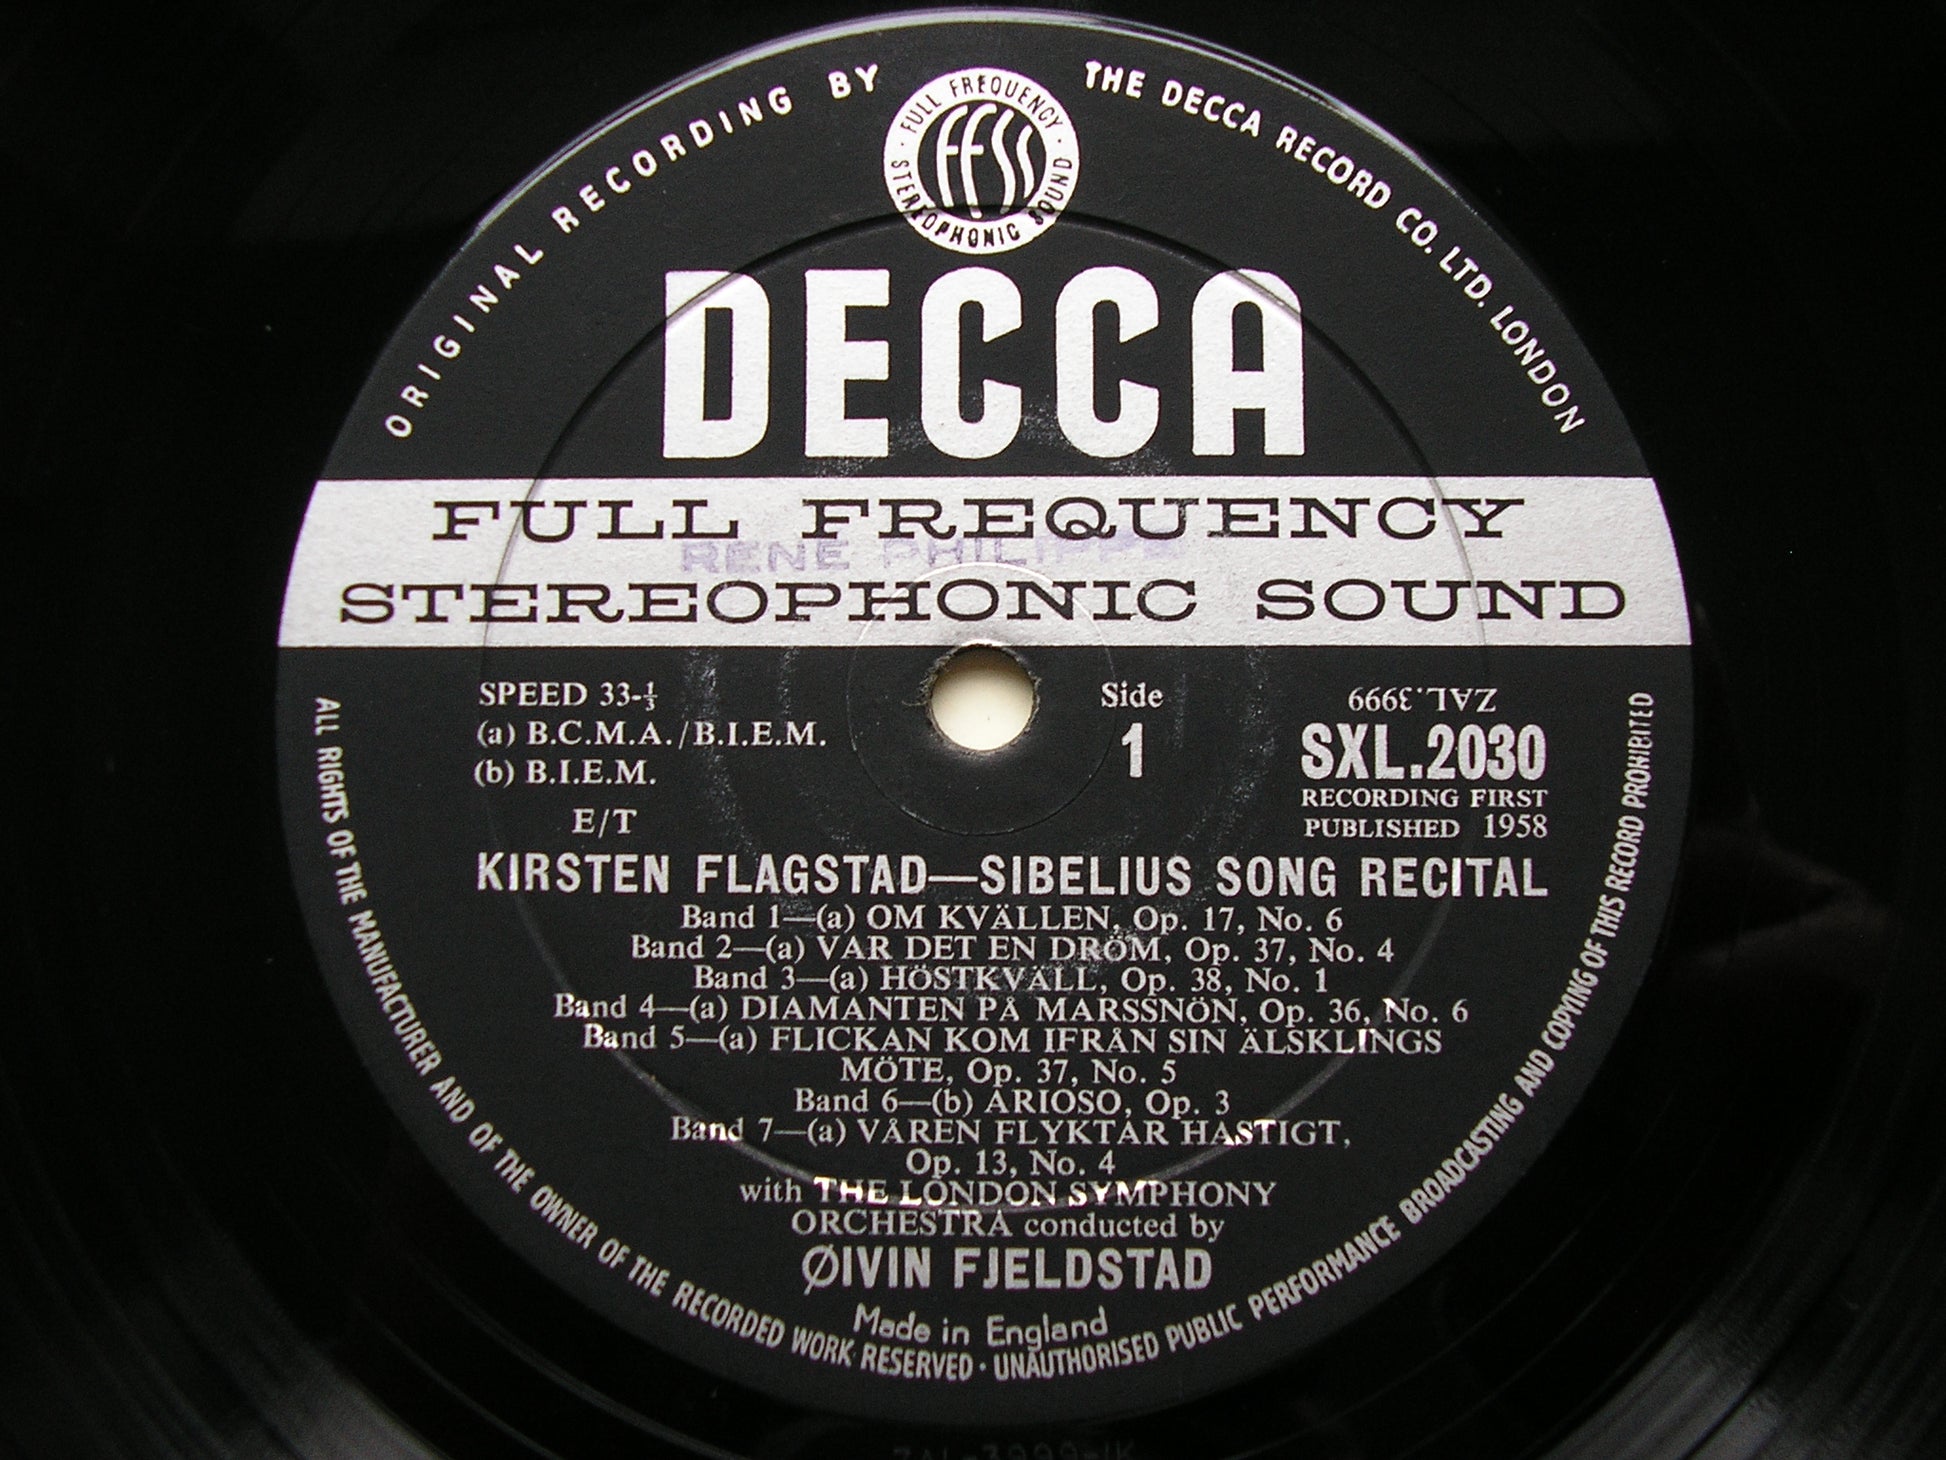 ORIGINAL RECORDING BY THE DECCA RECORD CO. LTD. LONDON
· FULL FREQUENCY · STEREOPHONIC SOUND
FFSS
DECCA
FULL FREQUENCY
RENE PHILIPPE
STEREOPHONIC SOUND
SPEED 33-⅓
(a) B.C.M.A./B.I.E.M.
(b) B.I.E.M.
E/T
Side
1
ZAL.3999
SXL.2030
RECORDING FIRST
PUBLISHED 1958
KIRSTEN FLAGSTAD—SIBELIUS SONG RECITAL
Band 1—(a) OM KVÄLLEN, Op. 17, No. 6
Band 2—(a) VAR DET EN DRÖM, Op. 37, No. 4
Band 3—(a) HÖSTKVÄLL, Op. 38, No. 1
Band 4—(a) DIAMANTEN PÅ MARSSNÖN, Op. 36, No. 6
Band 5—(a) FLICKAN KOM IFRÅN SIN ÄLSKLINGS
MÖTE, Op. 37, No. 5
Band 6—(b) ARIOSO, Op. 3
Band 7—(a) VÅREN FLYKTAR HASTIGT,
Op. 13, No. 4
with THE LONDON SYMPHONY
ORCHESTRA conducted by
ØIVIN FJELDSTAD
Made in England
ALL RIGHTS OF THE MANUFACTURER AND OF THE OWNER OF THE RECORDED WORK RESERVED · UNAUTHORISED PUBLIC PERFORMANCE BROADCASTING AND COPYING OF THIS RECORD PROHIBITED
ZAL-3999-1K